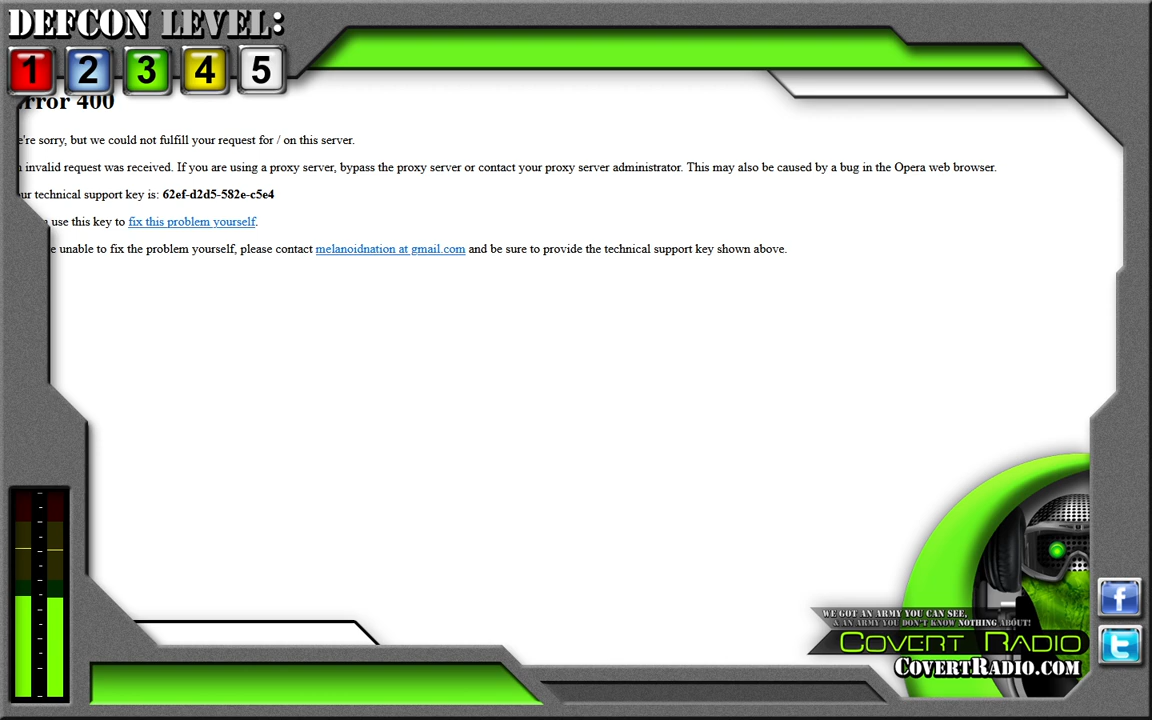 DEFCON LEVEL:
1 2 3 4 5
rror 400
e're sorry, but we could not fulfill your request for / on this server.
invalid request was received. If you are using a proxy server, bypass the proxy server or contact your proxy server administrator. This may also be caused by a bug in the Opera web browser.
ur technical support key is: 62ef-d2d5-582e-c5e4
use this key to fix this problem yourself.
e unable to fix the problem yourself, please contact melanoidnation at gmail.com and be sure to provide the technical support key shown above.
f
t
WE GOT AN ARMY YOU CAN SEE,
& AN ARMY YOU DON'T KNOW NOTHING ABOUT!
COVERT RADIO
COVERTRADIO.COM